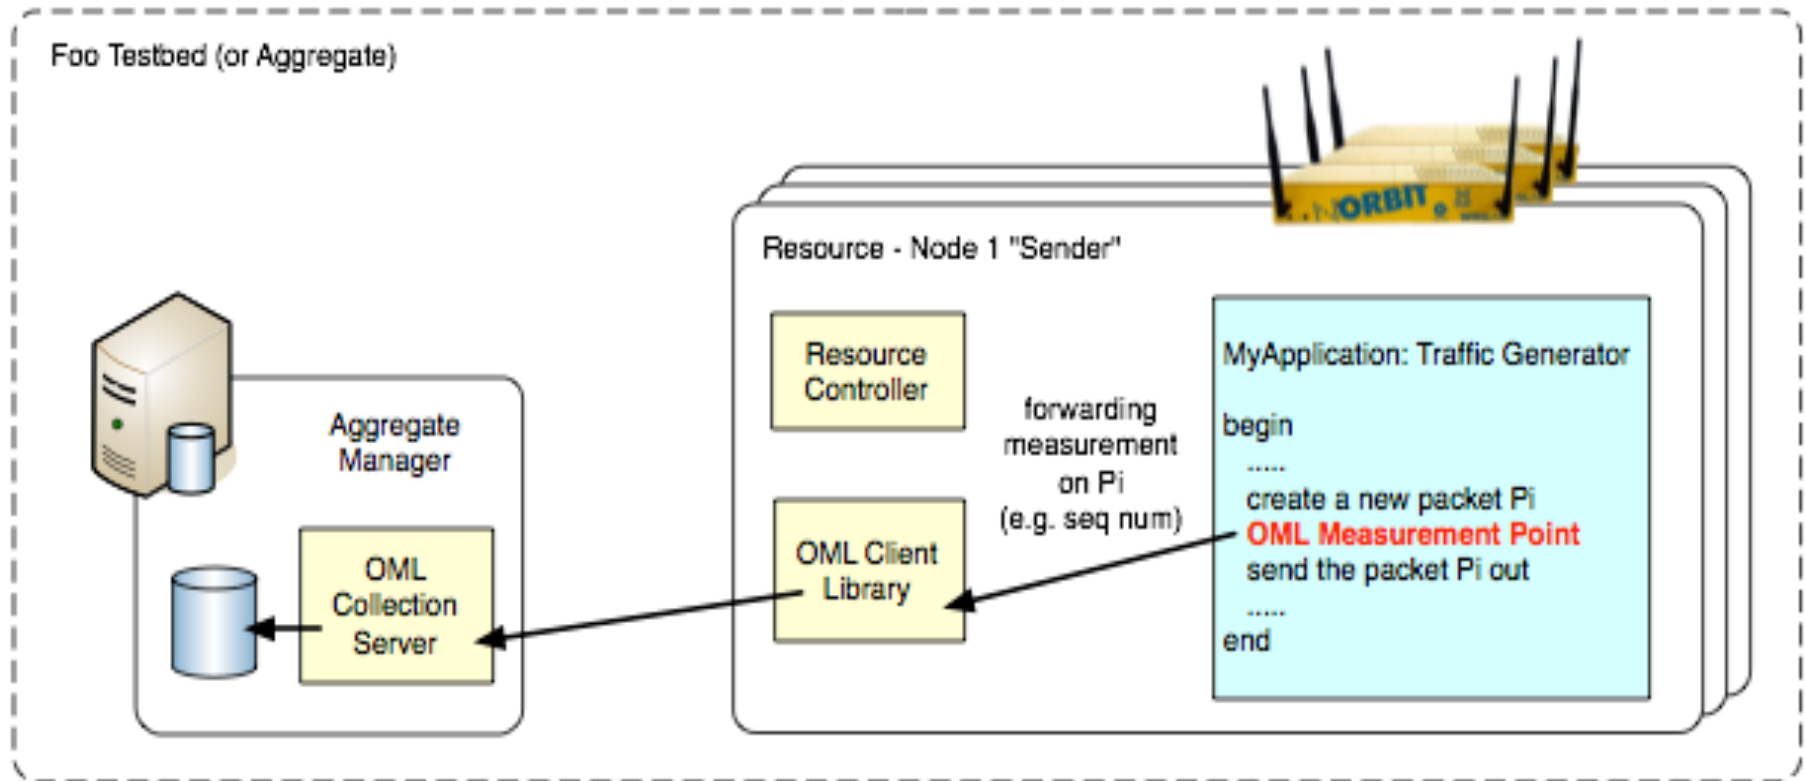 Foo Testbed (or Aggregate)
ORBIT
Resource - Node 1 "Sender"
Resource
Controller
MyApplication: Traffic Generator
forwarding
measurement
on Pi
(e.g. seq num)
begin
.....
create a new packet Pi
OML Measurement Point
send the packet Pi out
.....
end
Aggregate
Manager
OML Client
Library
OML
Collection
Server